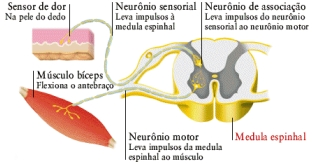 Sensor de dor
Na pele do dedo
Neurônio sensorial
Leva impulsos à
medula espinhal
Neurônio de associação
Leva impulsos do neurônio
sensorial ao neurônio motor
Músculo bíceps
Flexiona o antebraço
Neurônio motor
Leva impulsos da medula
espinhal ao músculo
Medula espinhal